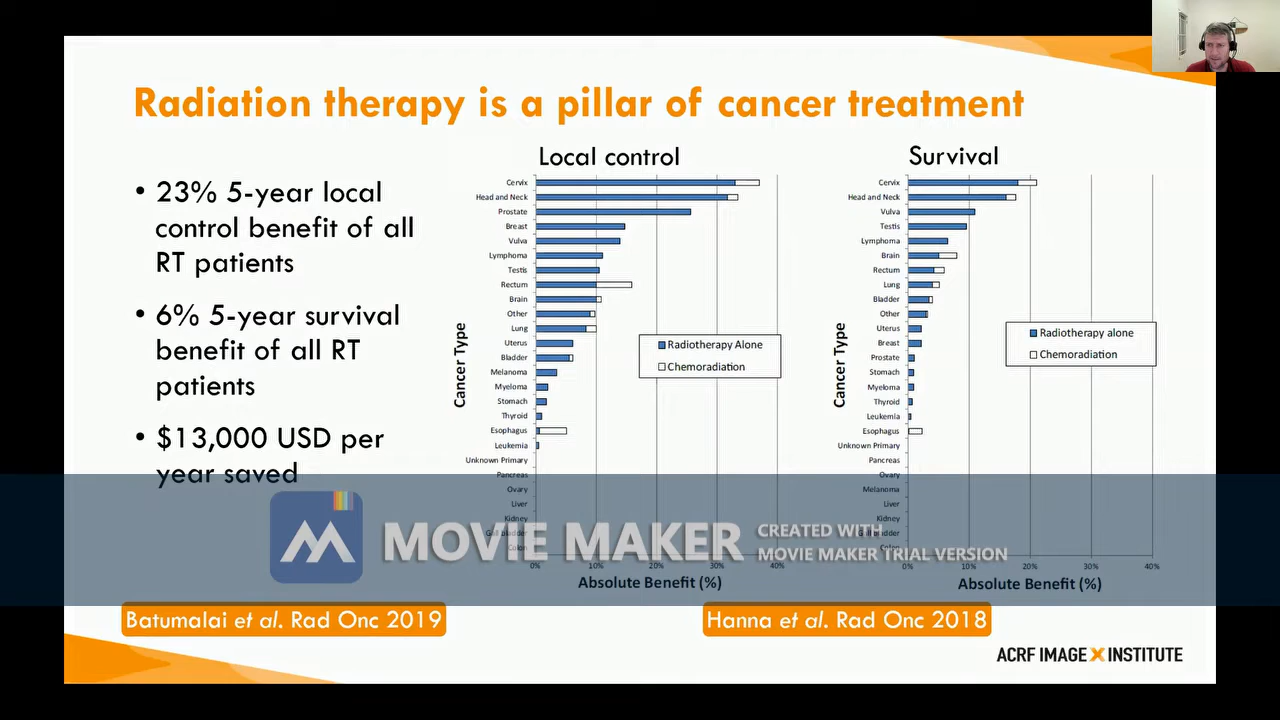 Radiation therapy is a pillar of cancer treatment
• 23% 5-year local
control benefit of all
RT patients
• 6% 5-year survival
benefit of all RT
patients
• $13,000 USD per
year saved
Local control
Cancer Type
Cervix
Head and Neck
Prostate
Breast
Vulva
Lymphoma
Testis
Rectum
Brain
Other
Lung
Uterus
Bladder
Melanoma
Myeloma
Stomach
Thyroid
Esophagus
Leukemia
Unknown Primary
Pancreas
Ovary
Liver
Kidney
Gall bladder
Colon
Radiotherapy Alone
Chemoradiation
0% 10% 20% 30% 40%
Absolute Benefit (%)
Survival
Cancer Type
Cervix
Head and Neck
Vulva
Testis
Lymphoma
Brain
Rectum
Lung
Bladder
Other
Uterus
Breast
Prostate
Stomach
Myeloma
Thyroid
Leukemia
Esophagus
Unknown Primary
Pancreas
Ovary
Melanoma
Liver
Kidney
Gall bladder
Colon
Radiotherapy alone
Chemoradiation
0% 10% 20% 30% 40%
Absolute Benefit (%)
MOVIE MAKER
CREATED WITH
MOVIE MAKER TRIAL VERSION
Batumalai et al. Rad Onc 2019
Hanna et al. Rad Onc 2018
ACRF IMAGE X INSTITUTE